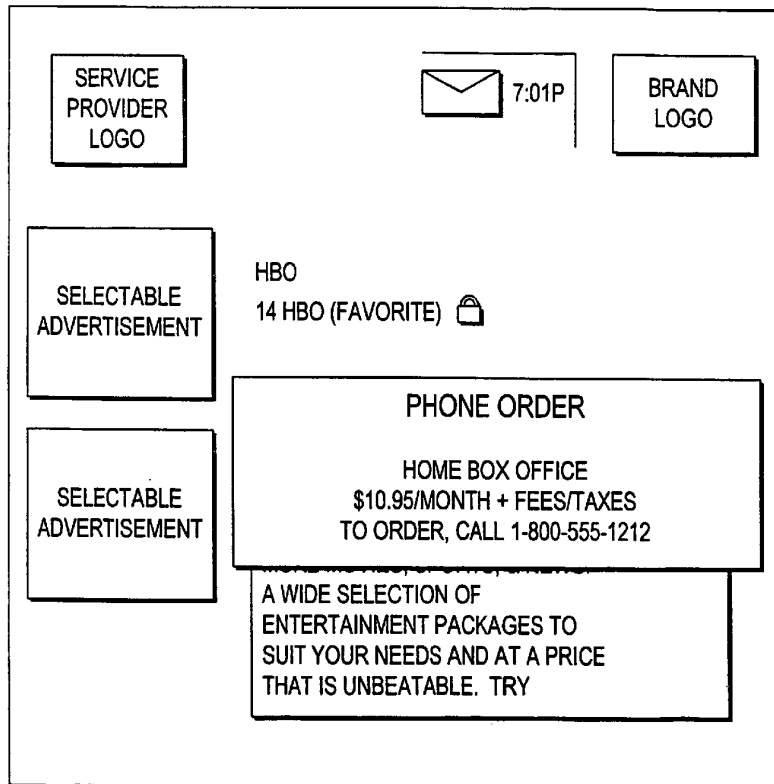 SERVICE
PROVIDER
LOGO
7:01P
BRAND
LOGO
SELECTABLE
ADVERTISEMENT
HBO
14 HBO (FAVORITE)
PHONE ORDER
HOME BOX OFFICE
$10.95/MONTH + FEES/TAXES
TO ORDER, CALL 1-800-555-1212
SELECTABLE
ADVERTISEMENT
A WIDE SELECTION OF
ENTERTAINMENT PACKAGES TO
SUIT YOUR NEEDS AND AT A PRICE
THAT IS UNBEATABLE. TRY